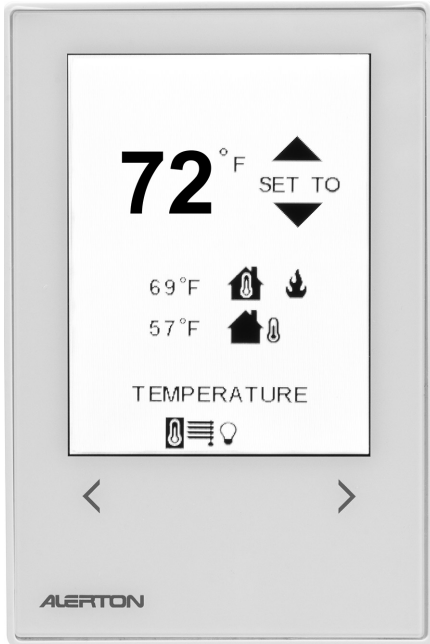 72°F
SET TO
69°F
57°F
TEMPERATURE
ALERTON